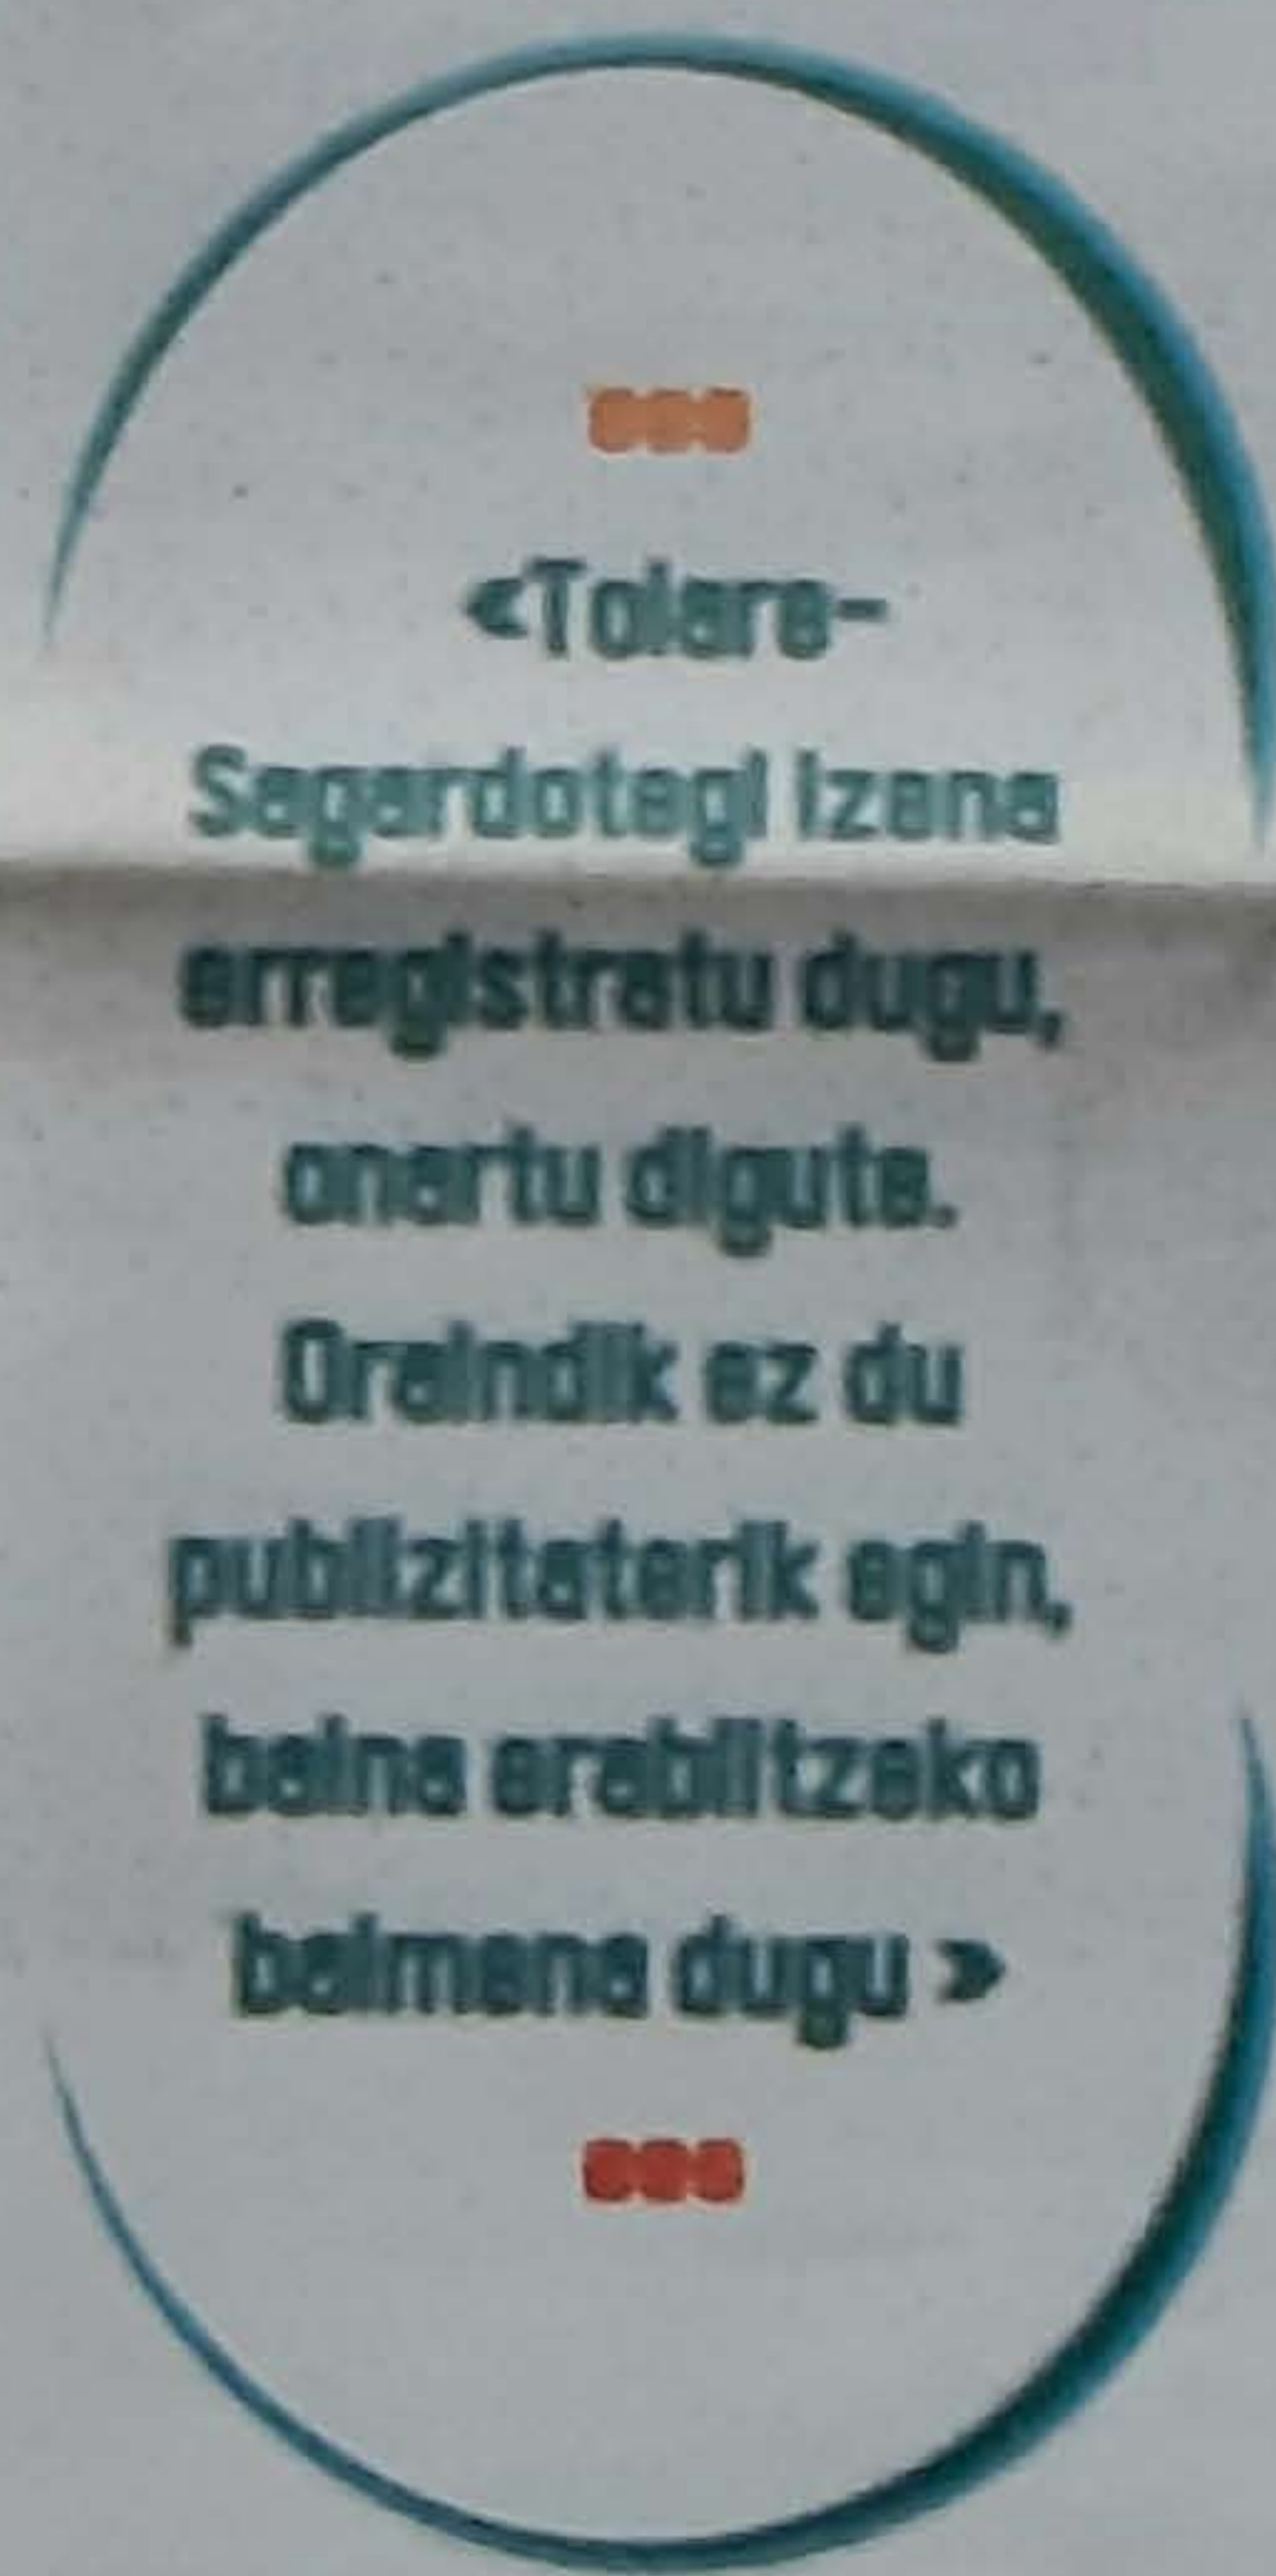 «Tolare-
Sagardotegi izena
erregistratu dugu,
onartu digute.
Oraindik ez du
publizitaterik egin,
baina erabiltzeko
baimena dugu »